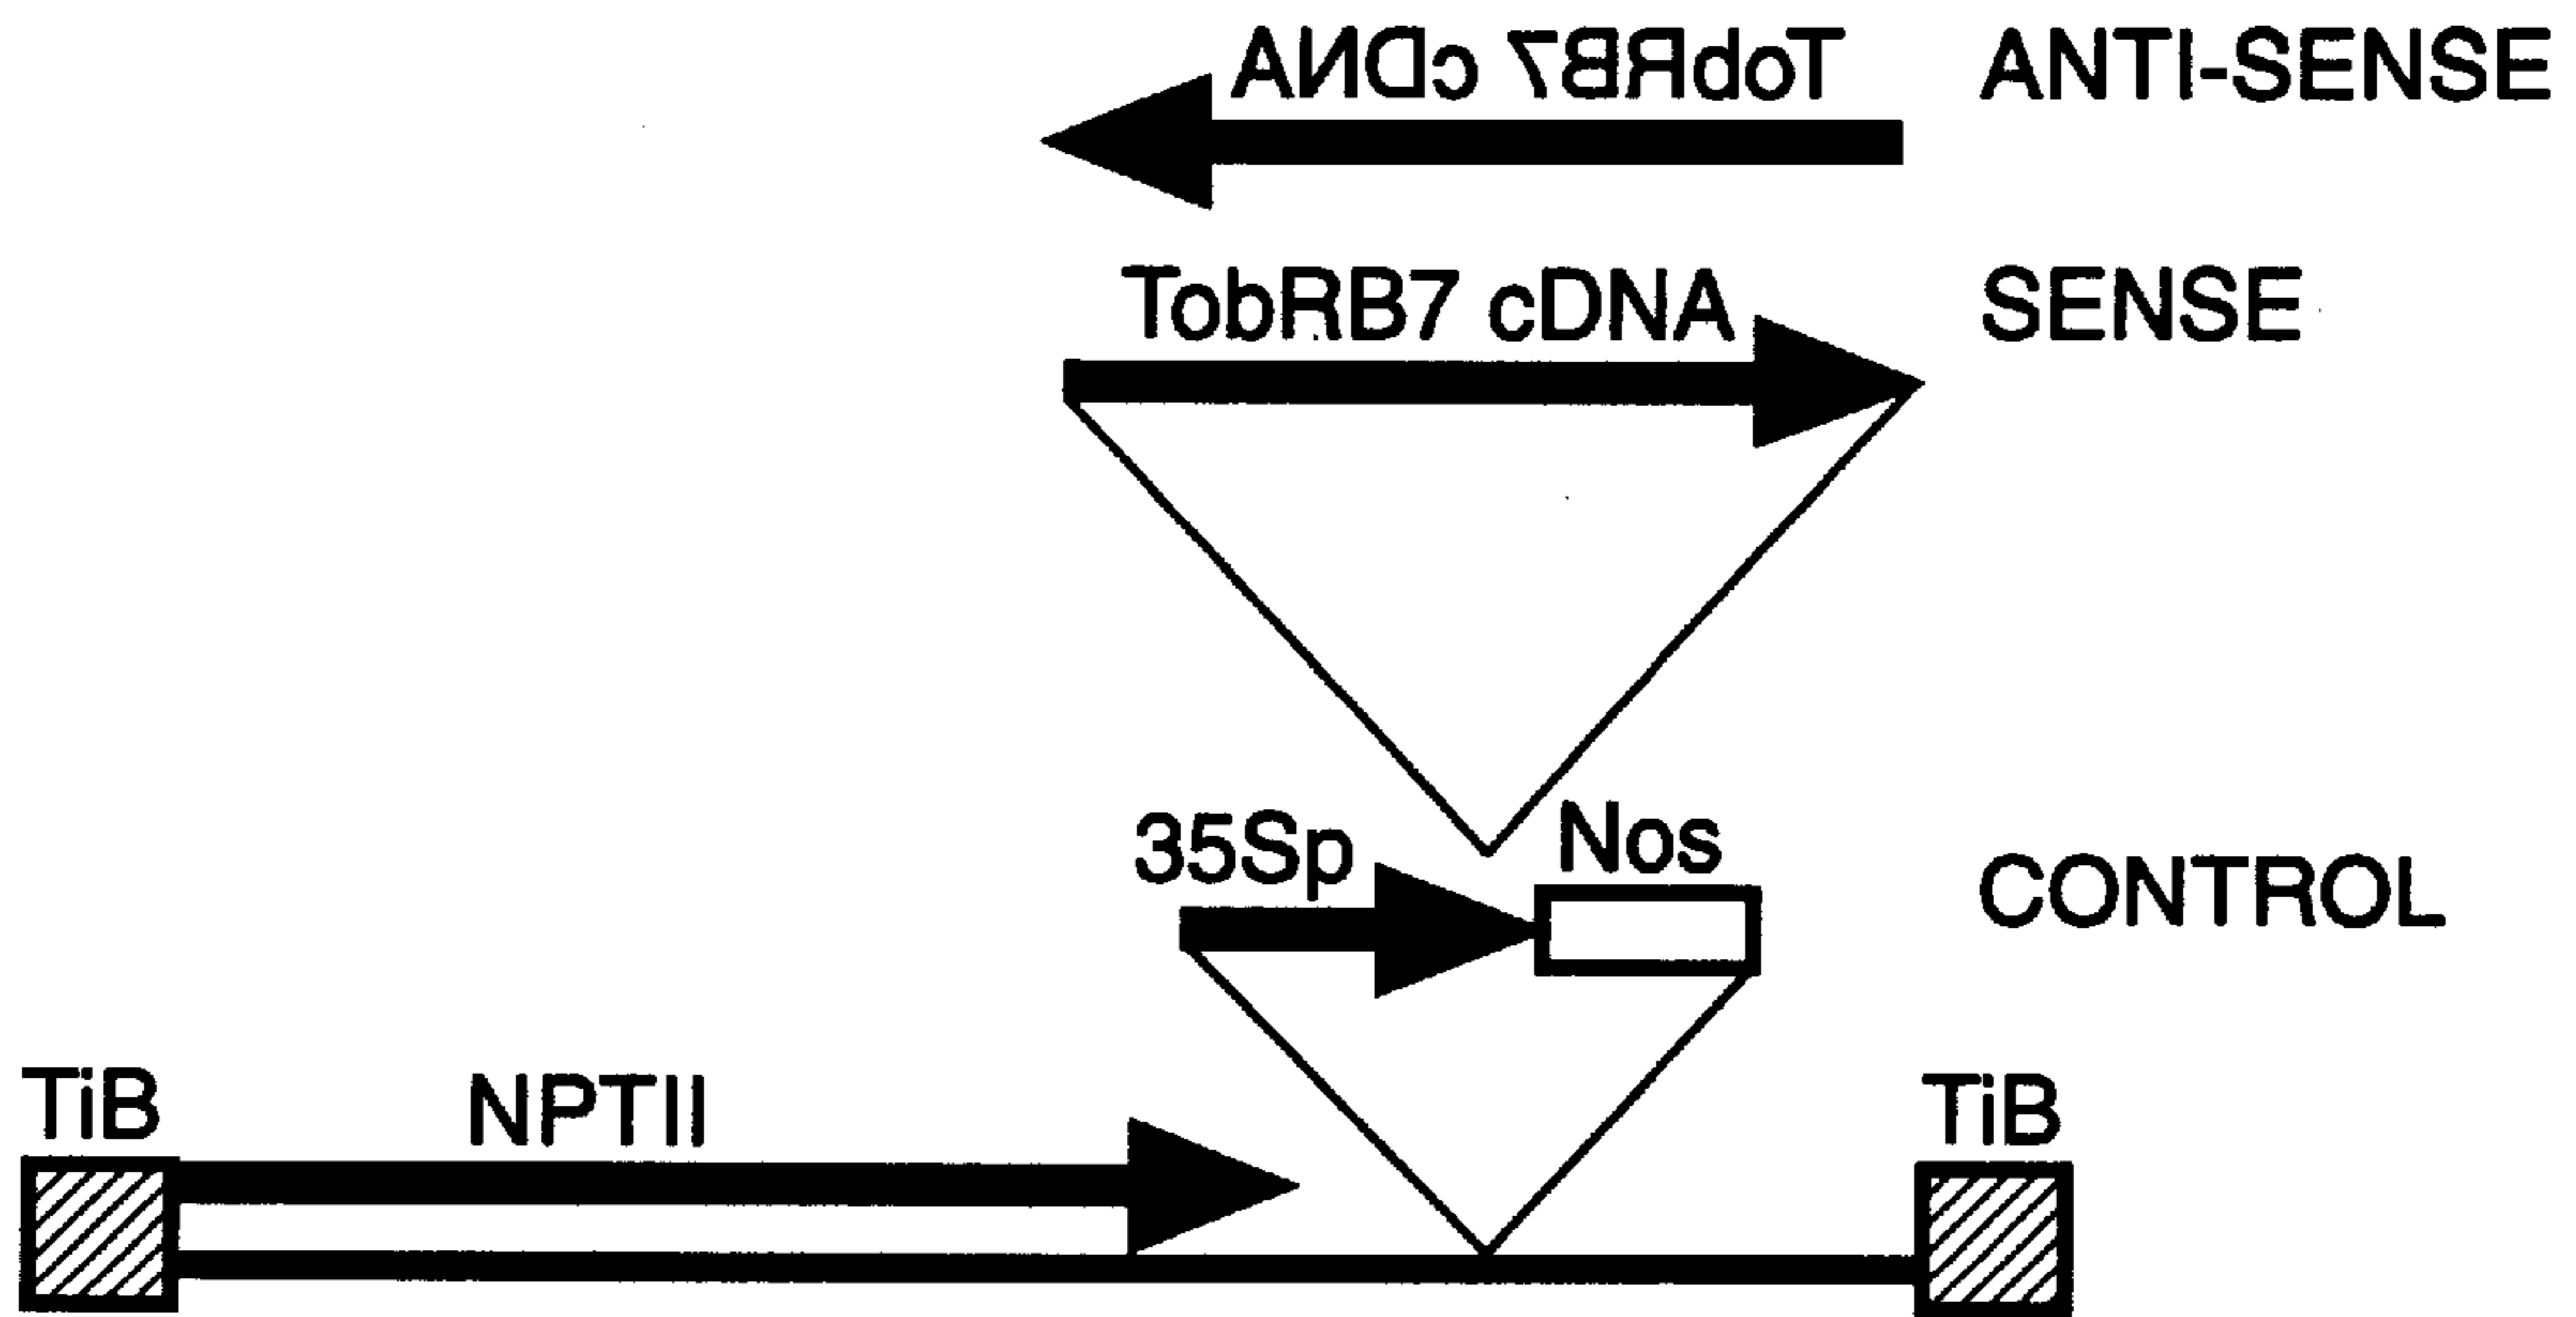 TobRB7 cDNA ANTI-SENSE
TobRB7 cDNA SENSE
35Sp Nos CONTROL
TiB NPTII TiB